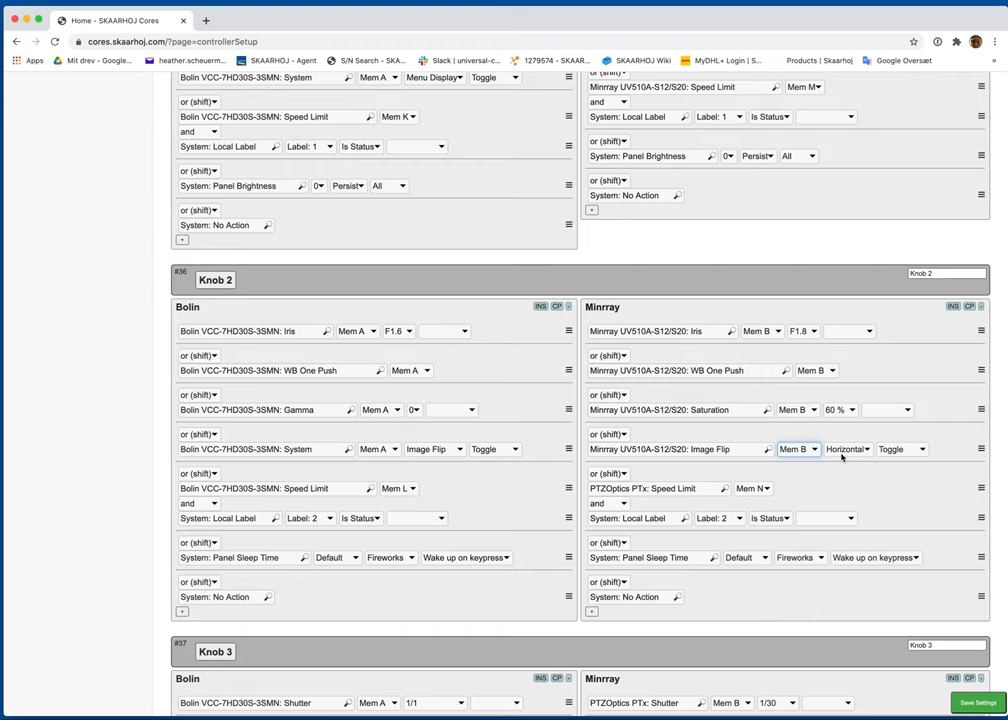 Home - SKAARHOJ Cores
cores.skaarhoj.com/?page=controllerSetup
Apps Mit drev - Google... heather.scheuerm... SKAARHOJ - Agent S/N Search - SKA... Slack | universal-c... 1279574 - SKAAR... SKAARHOJ Wiki MyDHL+ Login | S... Products | Skaarhoj Google Oversæt
Bolin VCC-7HD30S-3SMN: System Mem A Menu Display Toggle
or (shift)
Bolin VCC-7HD30S-3SMN: Speed Limit Mem K
and
System: Local Label Label: 1 Is Status
or (shift)
System: Panel Brightness 0 Persist All
or (shift)
System: No Action
+
or (shift)
Minrray UV510A-S12/S20: Speed Limit Mem M
and
System: Local Label Label: 1 Is Status
or (shift)
System: Panel Brightness 0 Persist All
or (shift)
System: No Action
+
#36 Knob 2 Knob 2
Bolin INS CP -
Bolin VCC-7HD30S-3SMN: Iris Mem A F1.6
or (shift)
Bolin VCC-7HD30S-3SMN: WB One Push Mem A
or (shift)
Bolin VCC-7HD30S-3SMN: Gamma Mem A 0
or (shift)
Bolin VCC-7HD30S-3SMN: System Mem A Image Flip Toggle
or (shift)
Bolin VCC-7HD30S-3SMN: Speed Limit Mem L
and
System: Local Label Label: 2 Is Status
or (shift)
System: Panel Sleep Time Default Fireworks Wake up on keypress
or (shift)
System: No Action
+
Minrray INS CP -
Minrray UV510A-S12/S20: Iris Mem B F1.8
or (shift)
Minrray UV510A-S12/S20: WB One Push Mem B
or (shift)
Minrray UV510A-S12/S20: Saturation Mem B 60 %
or (shift)
Minrray UV510A-S12/S20: Image Flip Mem B Horizontal Toggle
or (shift)
PTZOptics PTx: Speed Limit Mem N
and
System: Local Label Label: 2 Is Status
or (shift)
System: Panel Sleep Time Default Fireworks Wake up on keypress
or (shift)
System: No Action
+
#37 Knob 3 Knob 3
Bolin INS CP -
Bolin VCC-7HD30S-3SMN: Shutter Mem A 1/1
Minrray INS CP -
PTZOptics PTx: Shutter Mem B 1/30
Save Settings